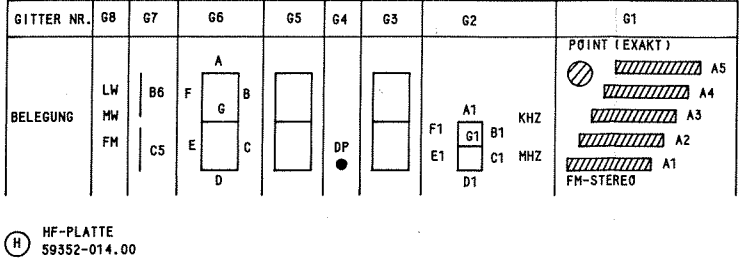 GITTER NR. G8 G7 G6 G5 G4 G3 G2 G1
POINT (EXAKT)
A A5
LW B6 F B A4
G A1 KHZ
BELEGUNG MW A3
F1 G1 B1
FM C5 E C DP A2
E1 C1 MHZ
A1
D D1 FM-STEREO
H HF-PLATTE
59352-014.00